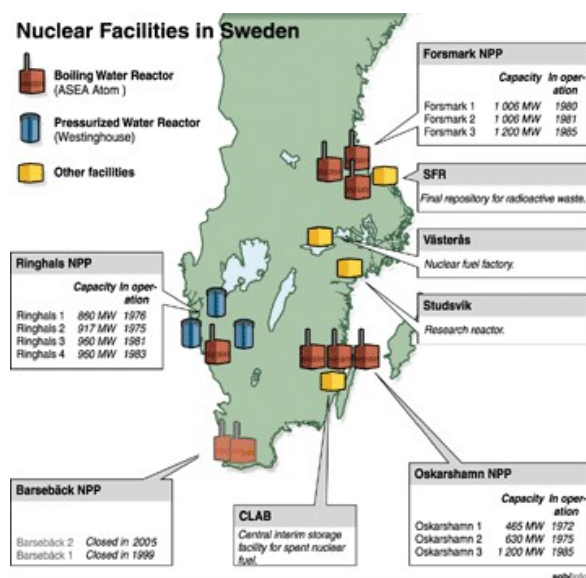 Nuclear Facilities in Sweden
Boiling Water Reactor
(ASEA Atom )
Pressurized Water Reactor
(Westinghouse)
Other facilities
Forsmark NPP
Capacity In oper-
ation
Forsmark 1 1 006 MW 1980
Forsmark 2 1 006 MW 1981
Forsmark 3 1 200 MW 1985
SFR
Final repository for radioactive waste.
Västerås
Nuclear fuel factory.
Studsvik
Research reactor.
Ringhals NPP
Capacity In oper-
ation
Ringhals 1 860 MW 1976
Ringhals 2 917 MW 1975
Ringhals 3 960 MW 1981
Ringhals 4 960 MW 1983
Barsebäck NPP
Barsebäck 2 Closed in 2005
Barsebäck 1 Closed in 1999
CLAB
Central interim storage
facility for spent nuclear
fuel.
Oskarshamn NPP
Capacity In oper-
ation
Oskarshamn 1 465 MW 1972
Oskarshamn 2 630 MW 1975
Oskarshamn 3 1 200 MW 1985